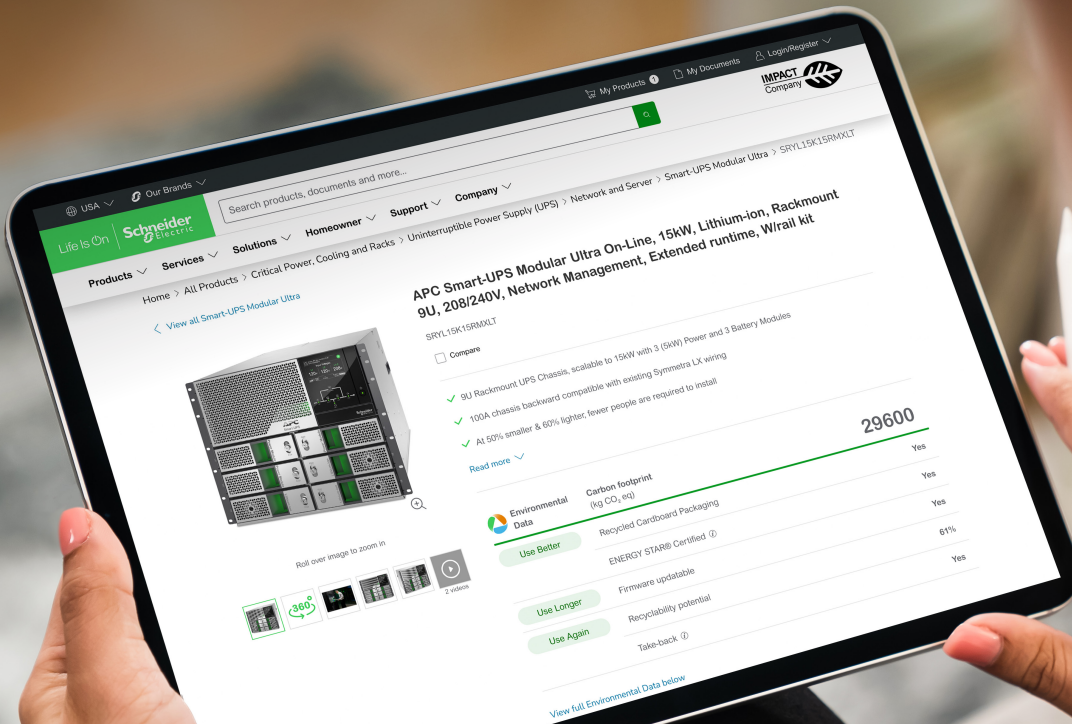 USA
Our Brands
My Products 1
My Documents
Login/Register
Life Is On
Schneider
Electric
Search products, documents and more...
IMPACT
Company
Products
Services
Solutions
Homeowner
Support
Company
Home > All Products > Critical Power, Cooling and Racks > Uninterruptible Power Supply (UPS) > Network and Server > Smart-UPS Modular Ultra > SRYL15K15RMXLT
View all Smart-UPS Modular Ultra
APC Smart-UPS Modular Ultra On-Line, 15kW, Lithium-ion, Rackmount
9U, 208/240V, Network Management, Extended runtime, W/rail kit
SRYL15K15RMXLT
Compare
9U Rackmount UPS Chassis, scalable to 15kW with 3 (5kW) Power and 3 Battery Modules
100A chassis backward compatible with existing Symmetra LX wiring
At 50% smaller & 60% lighter, fewer people are required to install
Read more
APC
Roll over image to zoom in
360°
2 videos
Environmental
Data
Carbon footprint
(kg CO₂ eq)
29600
Use Better
Recycled Cardboard Packaging
Yes
ENERGY STAR® Certified
Yes
Use Longer
Firmware updatable
Yes
Use Again
Recyclability potential
61%
Take-back
Yes
View full Environmental Data below